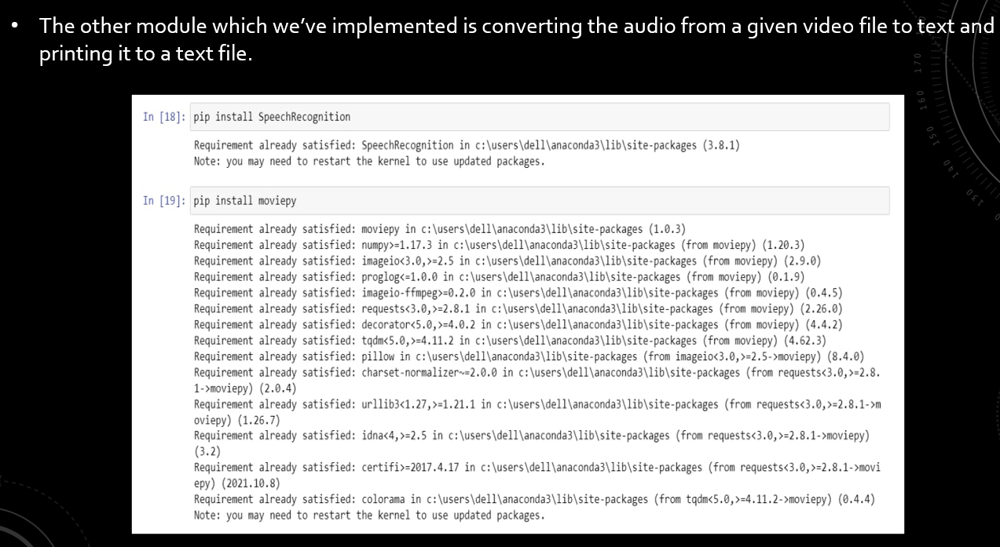 • The other module which we’ve implemented is converting the audio from a given video file to text and
printing it to a text file.
170
160
150
140
130
In [18]: pip install SpeechRecognition
Requirement already satisfied: SpeechRecognition in c:\users\dell\anaconda3\lib\site-packages (3.8.1)
Note: you may need to restart the kernel to use updated packages.
In [19]: pip install moviepy
Requirement already satisfied: moviepy in c:\users\dell\anaconda3\lib\site-packages (1.0.3)
Requirement already satisfied: numpy>=1.17.3 in c:\users\dell\anaconda3\lib\site-packages (from moviepy) (1.20.3)
Requirement already satisfied: imageio<3.0,>=2.5 in c:\users\dell\anaconda3\lib\site-packages (from moviepy) (2.9.0)
Requirement already satisfied: proglog<=1.0.0 in c:\users\dell\anaconda3\lib\site-packages (from moviepy) (0.1.9)
Requirement already satisfied: imageio-ffmpeg>=0.2.0 in c:\users\dell\anaconda3\lib\site-packages (from moviepy) (0.4.5)
Requirement already satisfied: requests<3.0,>=2.8.1 in c:\users\dell\anaconda3\lib\site-packages (from moviepy) (2.26.0)
Requirement already satisfied: decorator<5.0,>=4.0.2 in c:\users\dell\anaconda3\lib\site-packages (from moviepy) (4.4.2)
Requirement already satisfied: tqdm<5.0,>=4.11.2 in c:\users\dell\anaconda3\lib\site-packages (from moviepy) (4.62.3)
Requirement already satisfied: pillow in c:\users\dell\anaconda3\lib\site-packages (from imageio<3.0,>=2.5->moviepy) (8.4.0)
Requirement already satisfied: charset-normalizer~=2.0.0 in c:\users\dell\anaconda3\lib\site-packages (from requests<3.0,>=2.8.
1->moviepy) (2.0.4)
Requirement already satisfied: urllib3<1.27,>=1.21.1 in c:\users\dell\anaconda3\lib\site-packages (from requests<3.0,>=2.8.1->m
oviepy) (1.26.7)
Requirement already satisfied: idna<4,>=2.5 in c:\users\dell\anaconda3\lib\site-packages (from requests<3.0,>=2.8.1->moviepy)
(3.2)
Requirement already satisfied: certifi>=2017.4.17 in c:\users\dell\anaconda3\lib\site-packages (from requests<3.0,>=2.8.1->movi
epy) (2021.10.8)
Requirement already satisfied: colorama in c:\users\dell\anaconda3\lib\site-packages (from tqdm<5.0,>=4.11.2->moviepy) (0.4.4)
Note: you may need to restart the kernel to use updated packages.